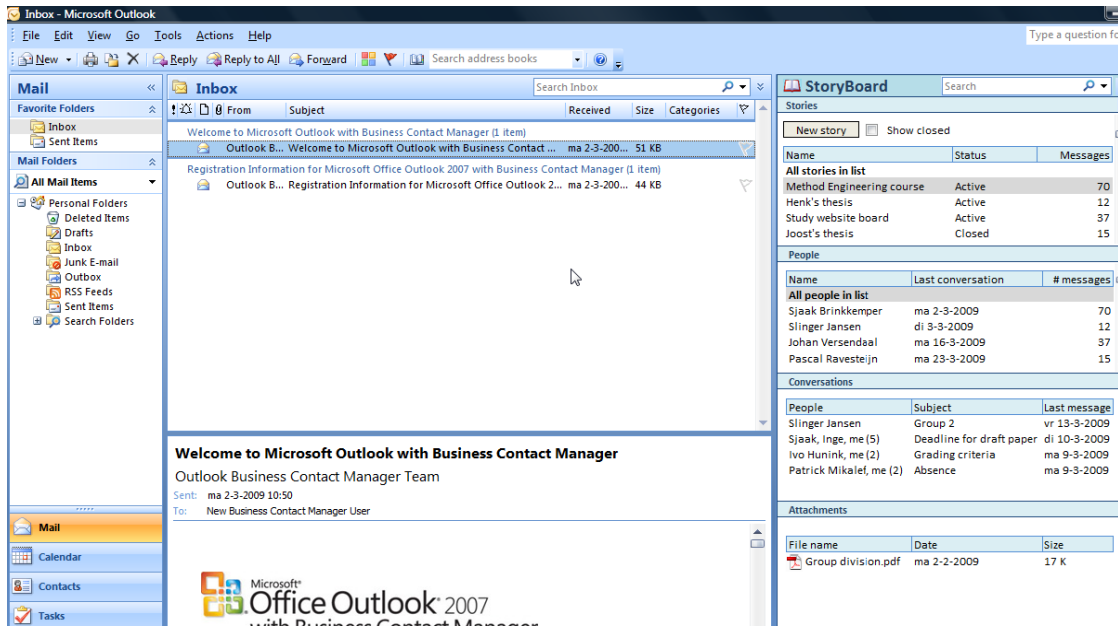 Inbox - Microsoft Outlook
File Edit View Go Tools Actions Help
Type a question fo
New Reply Reply to All Forward Search address books
Mail «
Favorite Folders
Inbox
Sent Items
Mail Folders
All Mail Items
Personal Folders
Deleted Items
Drafts
Inbox
Junk E-mail
Outbox
RSS Feeds
Sent Items
Search Folders
Mail
Calendar
Contacts
Tasks
Inbox Search Inbox
From Subject Received Size Categories
Welcome to Microsoft Outlook with Business Contact Manager (1 item)
Outlook B... Welcome to Microsoft Outlook with Business Contact ... ma 2-3-200... 51 KB
Registration Information for Microsoft Office Outlook 2007 with Business Contact Manager (1 item)
Outlook B... Registration Information for Microsoft Office Outlook 2... ma 2-3-200... 44 KB
Welcome to Microsoft Outlook with Business Contact Manager
Outlook Business Contact Manager Team
Sent: ma 2-3-2009 10:50
To: New Business Contact Manager User
Microsoft®
Office Outlook® 2007
with Business Contact Manager
StoryBoard Search
Stories
New story Show closed
Name Status Messages
All stories in list
Method Engineering course Active 70
Henk's thesis Active 12
Study website board Active 37
Joost's thesis Closed 15
People
Name Last conversation # messages
All people in list
Sjaak Brinkkemper ma 2-3-2009 70
Slinger Jansen di 3-3-2009 12
Johan Versendaal ma 16-3-2009 37
Pascal Ravesteijn ma 23-3-2009 15
Conversations
People Subject Last message
Slinger Jansen Group 2 vr 13-3-2009
Sjaak, Inge, me (5) Deadline for draft paper di 10-3-2009
Ivo Hunink, me (2) Grading criteria ma 9-3-2009
Patrick Mikalef, me (2) Absence ma 9-3-2009
Attachments
File name Date Size
Group division.pdf ma 2-2-2009 17 K